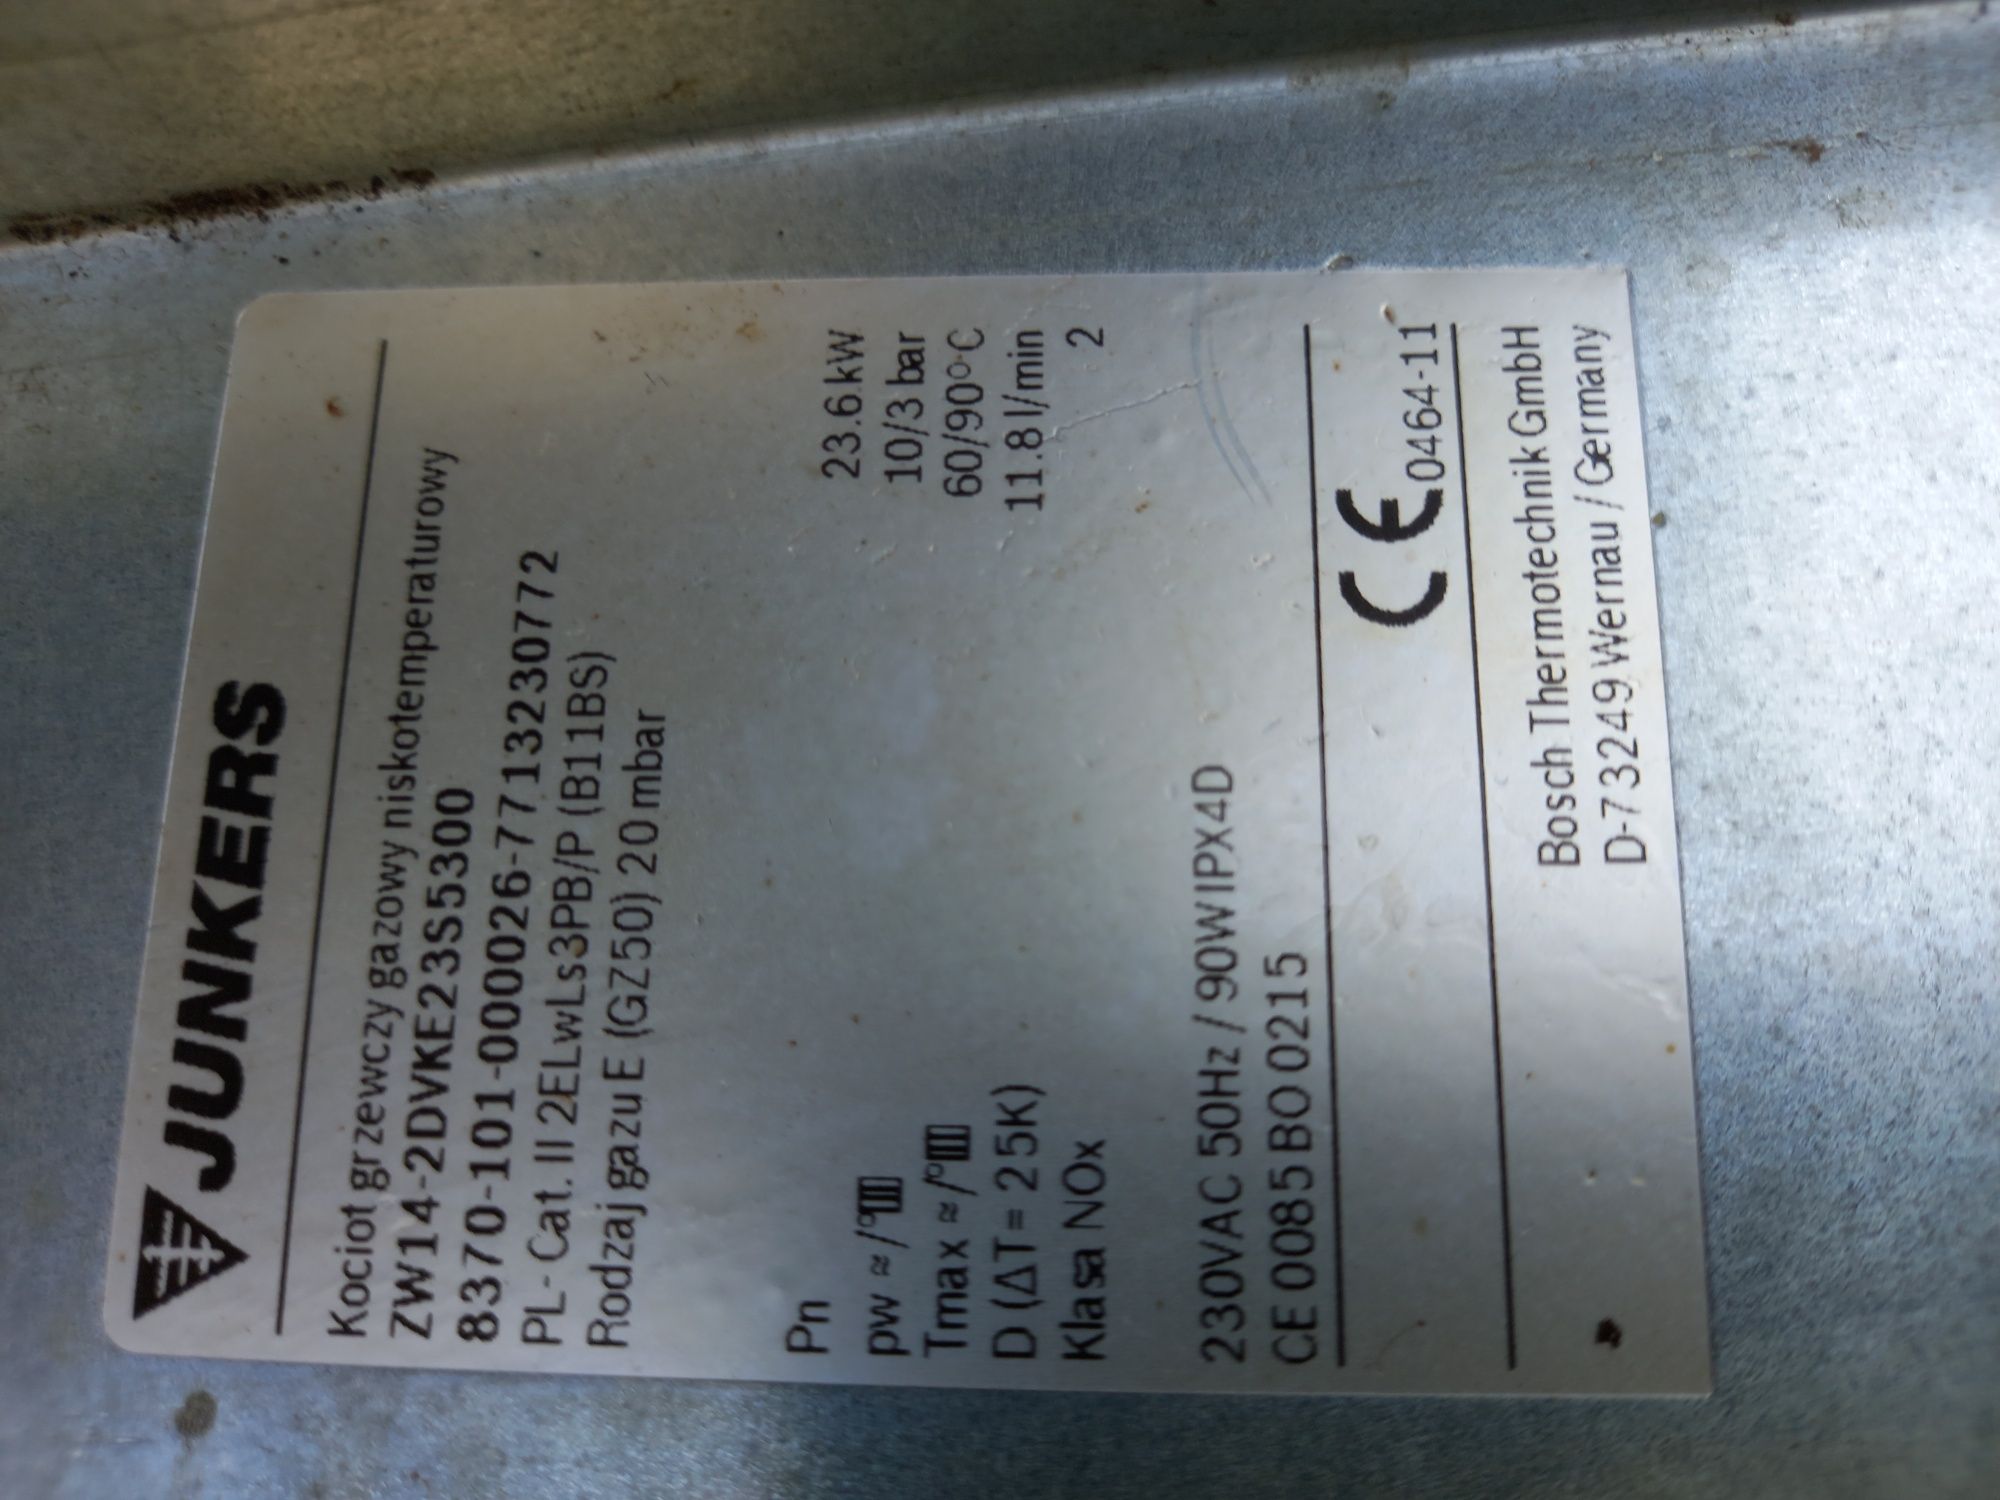 JUNKERS
Kocioł grzewczy gazowy niskotemperaturowy
ZW14-2DVKE23S5300
8370-101-000026-7713230772
PL- Cat. II 2ELwLs3PB/P (B11BS)
Rodzaj gazu E (GZ50) 20 mbar
Pn 23.6 kW
pw ≈ / 10/3 bar
Tmax ≈ / 60/90°C
D (ΔT = 25K) 11.8 l/min
Klasa NOx 2
230VAC 50Hz / 90W IPX4D
CE 0085 BO 0215
CE 0464-11
Bosch Thermotechnik GmbH
D-73249 Wernau / Germany